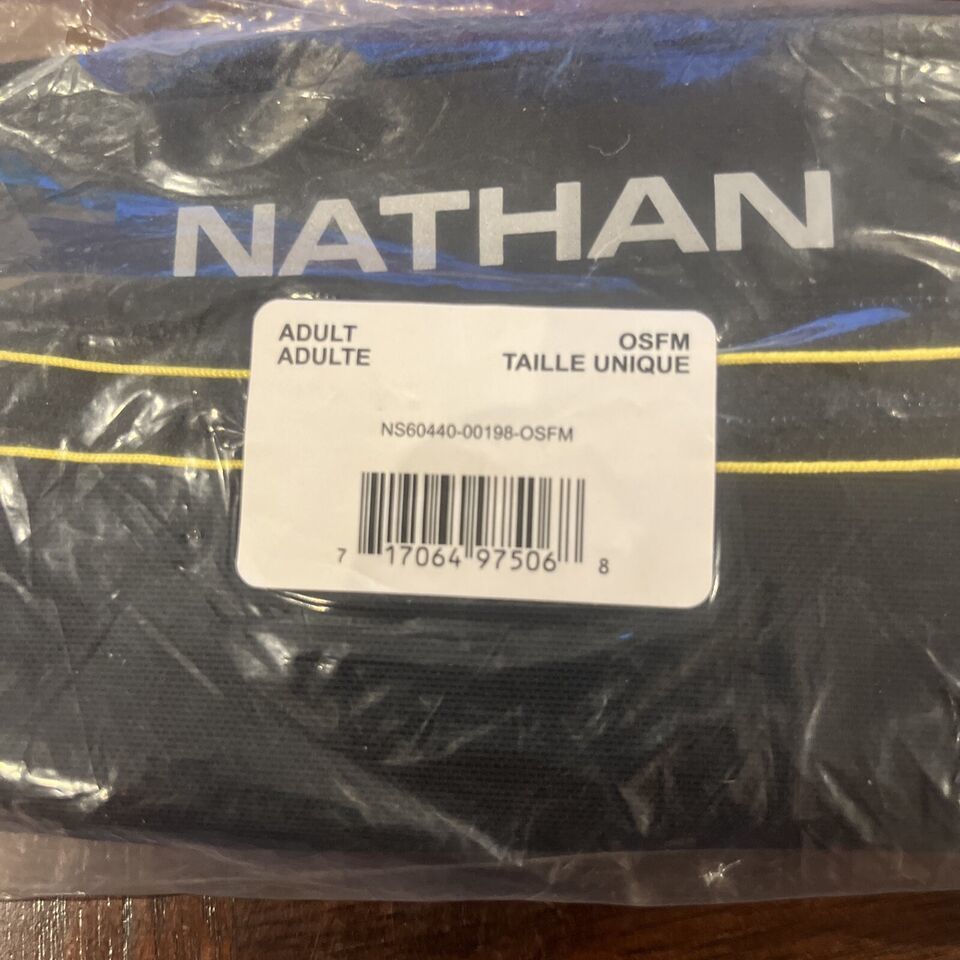 NATHAN
ADULT
ADULTE
OSFM
TAILLE UNIQUE
NS60440-00198-OSFM
7 17064 97506 8